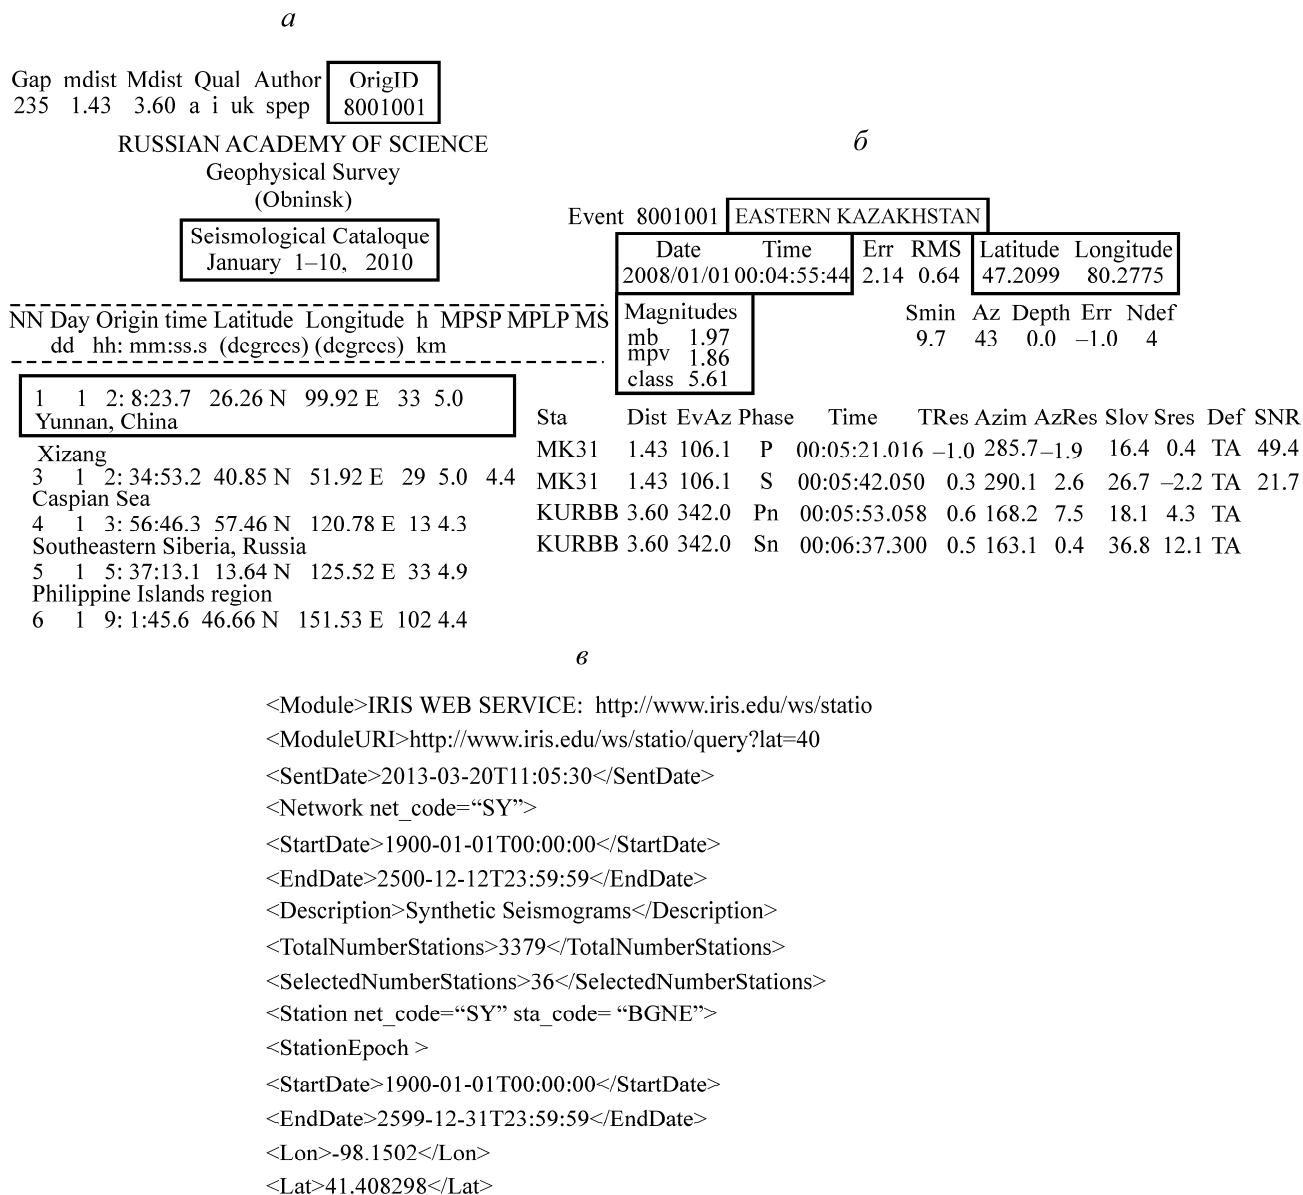 а
Gap mdist Mdist Qual Author OrigID
235 1.43 3.60 a i uk spep 8001001
RUSSIAN ACADEMY OF SCIENCE
Geophysical Survey
(Obninsk)
Seismological Cataloque
January 1–10, 2010
NN Day Origin time Latitude Longitude h MPSP MPLP MS
dd hh: mm:ss.s (degrees) (degrees) km
1 1 2: 8:23.7 26.26 N 99.92 E 33 5.0
Yunnan, China
Xizang
3 1 2: 34:53.2 40.85 N 51.92 E 29 5.0 4.4
Caspian Sea
4 1 3: 56:46.3 57.46 N 120.78 E 13 4.3
Southeastern Siberia, Russia
5 1 5: 37:13.1 13.64 N 125.52 E 33 4.9
Philippine Islands region
6 1 9: 1:45.6 46.66 N 151.53 E 102 4.4
б
Event 8001001 EASTERN KAZAKHSTAN
Date Time Err RMS Latitude Longitude
2008/01/01 00:04:55:44 2.14 0.64 47.2099 80.2775
Magnitudes Smin Az Depth Err Ndef
mb 1.97 9.7 43 0.0 –1.0 4
mpv 1.86
class 5.61
Sta Dist EvAz Phase Time TRes Azim AzRes Slov Sres Def SNR
MK31 1.43 106.1 P 00:05:21.016 –1.0 285.7 –1.9 16.4 0.4 TA 49.4
MK31 1.43 106.1 S 00:05:42.050 0.3 290.1 2.6 26.7 –2.2 TA 21.7
KURBB 3.60 342.0 Pn 00:05:53.058 0.6 168.2 7.5 18.1 4.3 TA
KURBB 3.60 342.0 Sn 00:06:37.300 0.5 163.1 0.4 36.8 12.1 TA
в
<Module>IRIS WEB SERVICE: http://www.iris.edu/ws/statio
<ModuleURI>http://www.iris.edu/ws/statio/query?lat=40
<SentDate>2013-03-20T11:05:30</SentDate>
<Network net_code=“SY”>
<StartDate>1900-01-01T00:00:00</StartDate>
<EndDate>2500-12-12T23:59:59</EndDate>
<Description>Synthetic Seismograms</Description>
<TotalNumberStations>3379</TotalNumberStations>
<SelectedNumberStations>36</SelectedNumberStations>
<Station net_code=“SY” sta_code= “BGNE”>
<StationEpoch >
<StartDate>1900-01-01T00:00:00</StartDate>
<EndDate>2599-12-31T23:59:59</EndDate>
<Lon>-98.1502</Lon>
<Lat>41.408298</Lat>